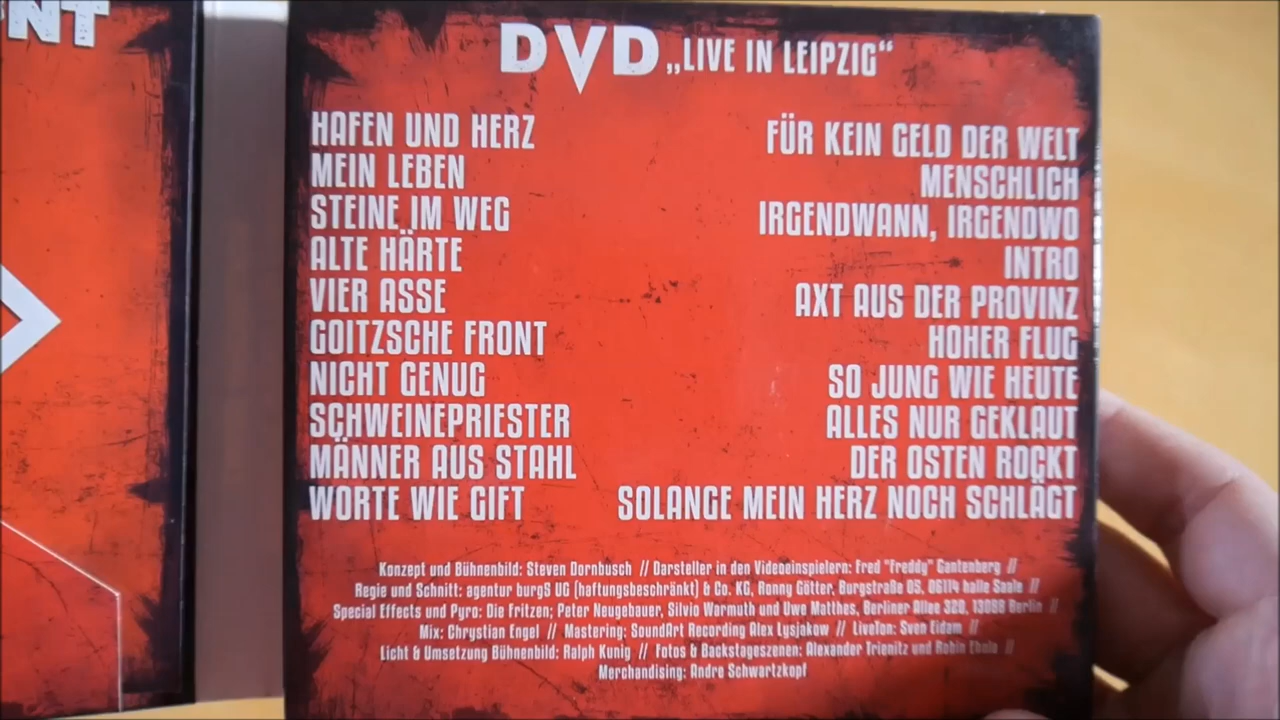 NT
DVD „LIVE IN LEIPZIG“
HAFEN UND HERZ
MEIN LEBEN
STEINE IM WEG
ALTE HÄRTE
VIER ASSE
GOITZSCHE FRONT
NICHT GENUG
SCHWEINEPRIESTER
MÄNNER AUS STAHL
WORTE WIE GIFT
FÜR KEIN GELD DER WELT
MENSCHLICH
IRGENDWANN, IRGENDWO
INTRO
AXT AUS DER PROVINZ
HOHER FLUG
SO JUNG WIE HEUTE
ALLES NUR GEKLAUT
DER OSTEN ROCKT
SOLANGE MEIN HERZ NOCH SCHLÄGT
Konzept und Bühnenbild: Steven Dornbusch // Darsteller in den Videoeinspielern: Fred "Freddy" Gantenberg //
Regie und Schnitt: agentur burg5 UG (haftungsbeschränkt) & Co. KG, Ronny Götter, Burgstraße 05, 06114 halle Saale //
Special Effects und Pyro: Die Fritzen; Peter Neugebauer, Silvio Warmuth und Uwe Matthes, Berliner Allee 320, 13088 Berlin //
Mix: Chrystian Engel // Mastering: SoundArt Recording Alex Lysjakow // LiveTon: Sven Eidam //
Licht & Umsetzung Bühnenbild: Ralph Kunig // Fotos & Backstageszenen: Alexander Trienitz und Robin Ebolo //
Merchandising: Andre Schwartzkopf